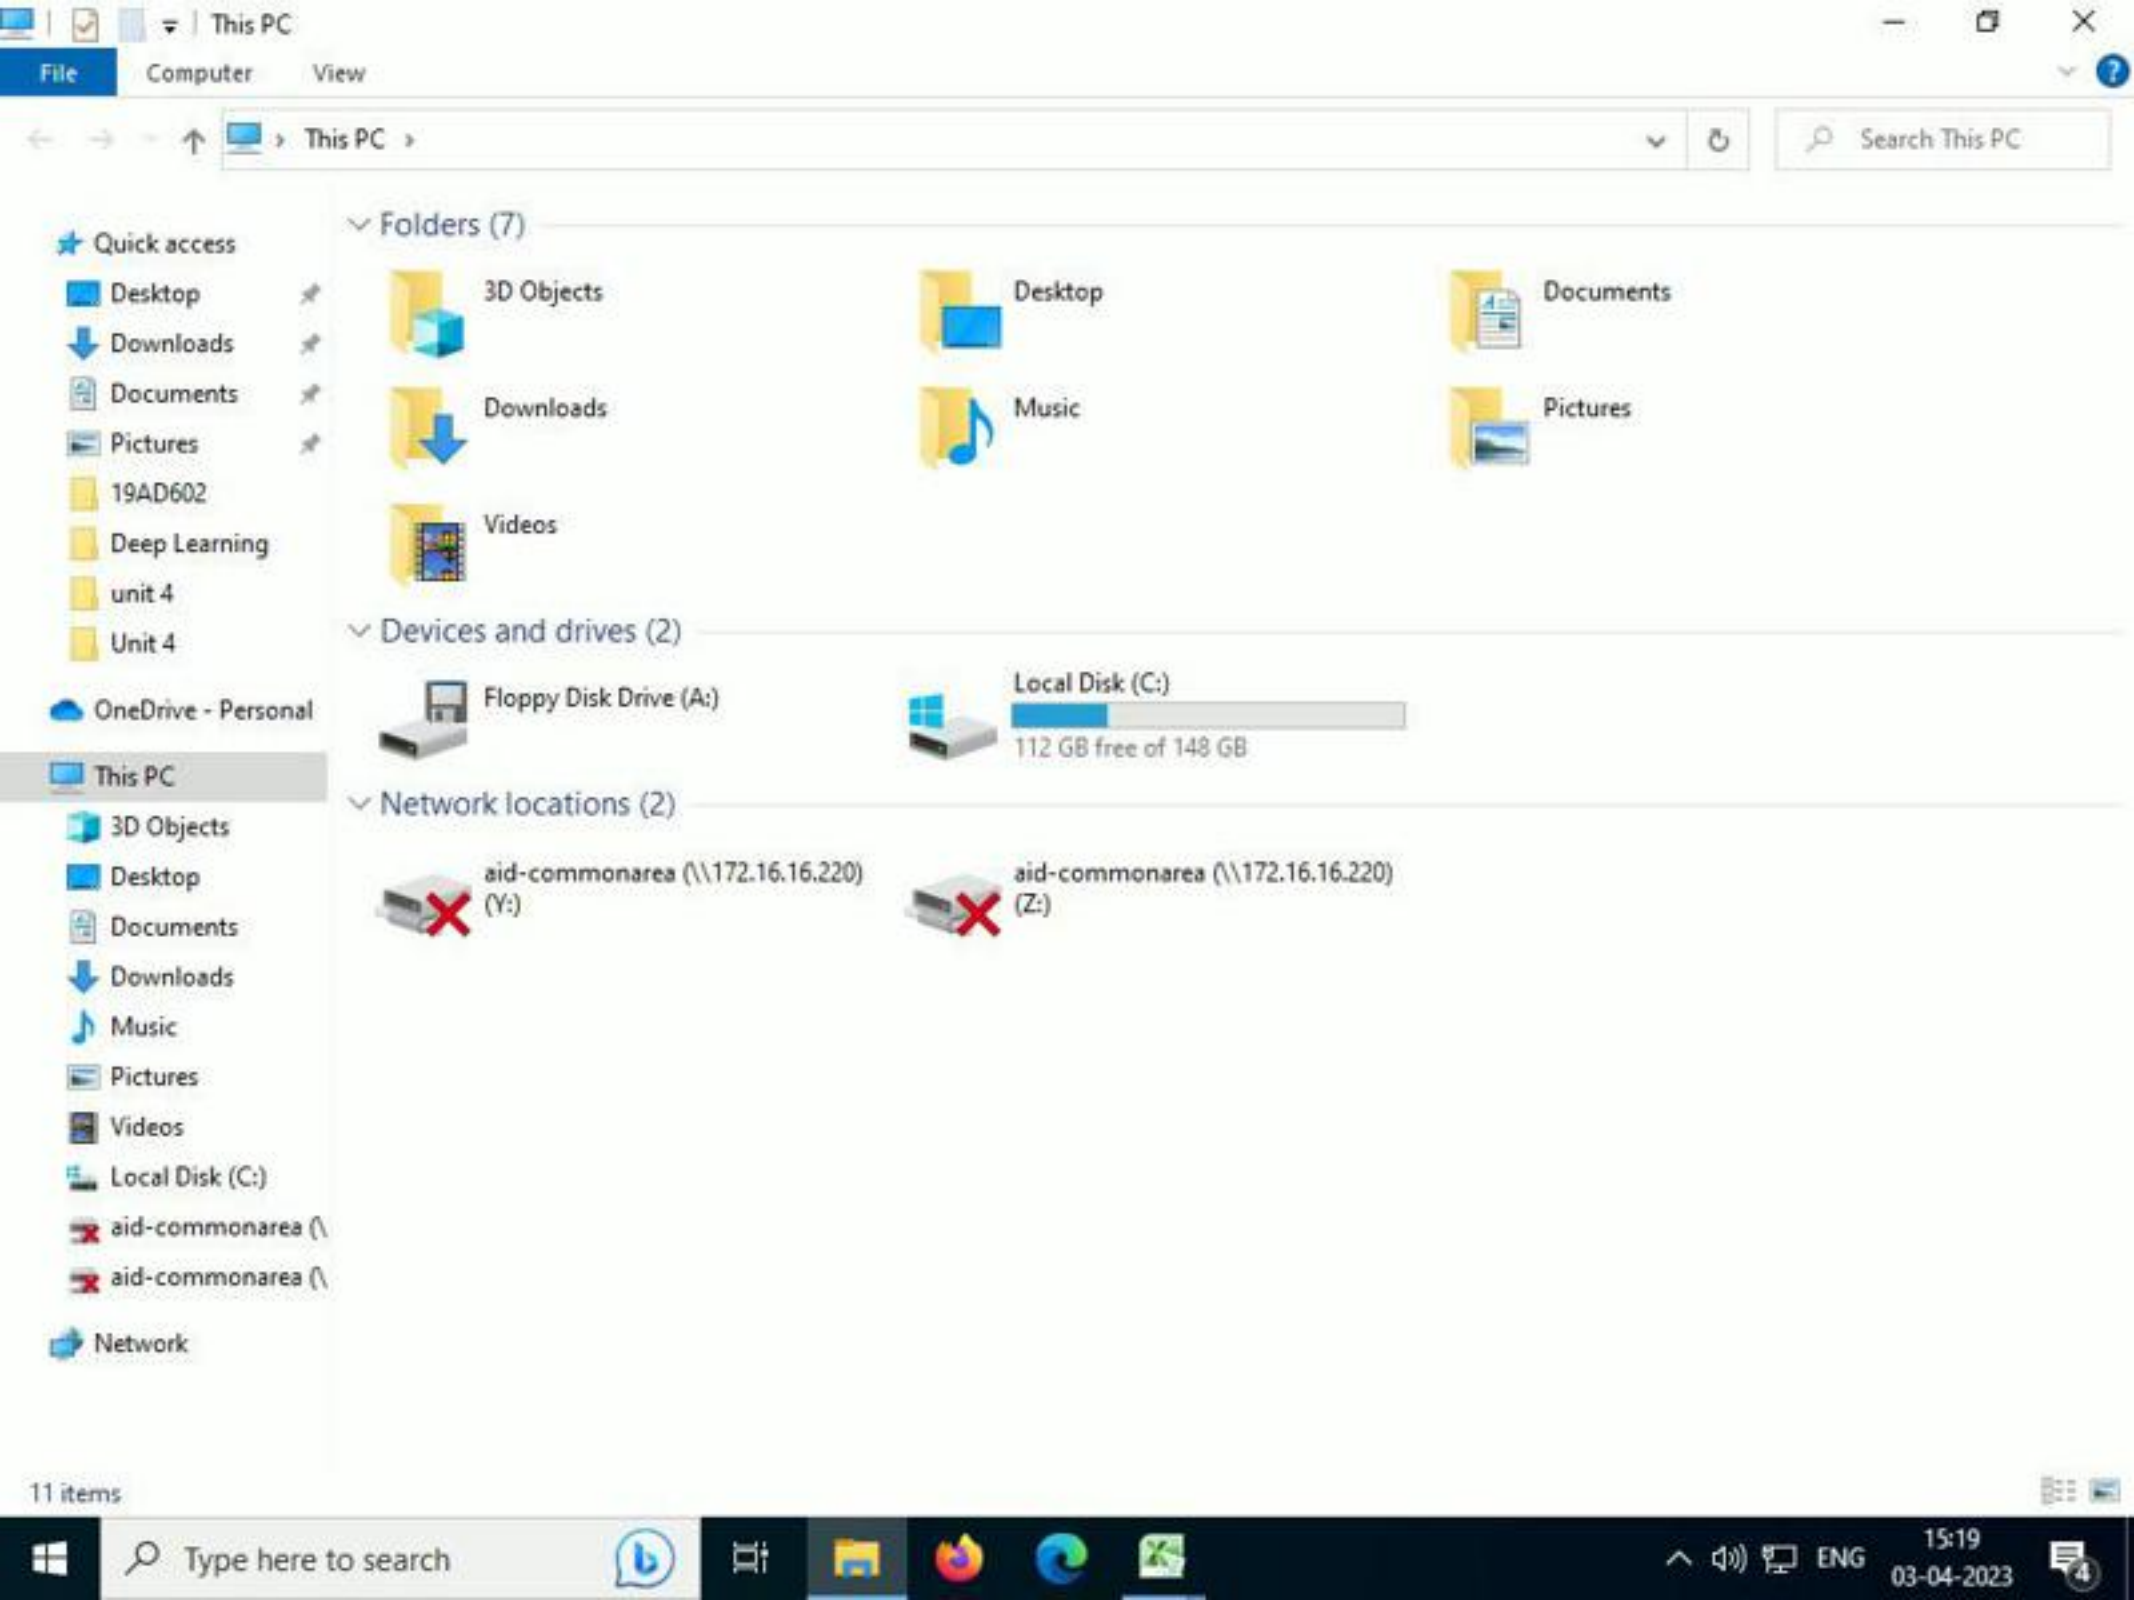 This PC
File
Computer
View
This PC
Search This PC
Quick access
Desktop
Downloads
Documents
Pictures
19AD602
Deep Learning
unit 4
Unit 4
OneDrive - Personal
This PC
3D Objects
Desktop
Documents
Downloads
Music
Pictures
Videos
Local Disk (C:)
aid-commonarea (\
aid-commonarea (\
Network
Folders (7)
3D Objects
Desktop
Documents
Downloads
Music
Pictures
Videos
Devices and drives (2)
Floppy Disk Drive (A:)
Local Disk (C:)
112 GB free of 148 GB
Network locations (2)
aid-commonarea (\\172.16.16.220)
(Y:)
aid-commonarea (\\172.16.16.220)
(Z:)
11 items
Type here to search
ENG
15:19
03-04-2023
4